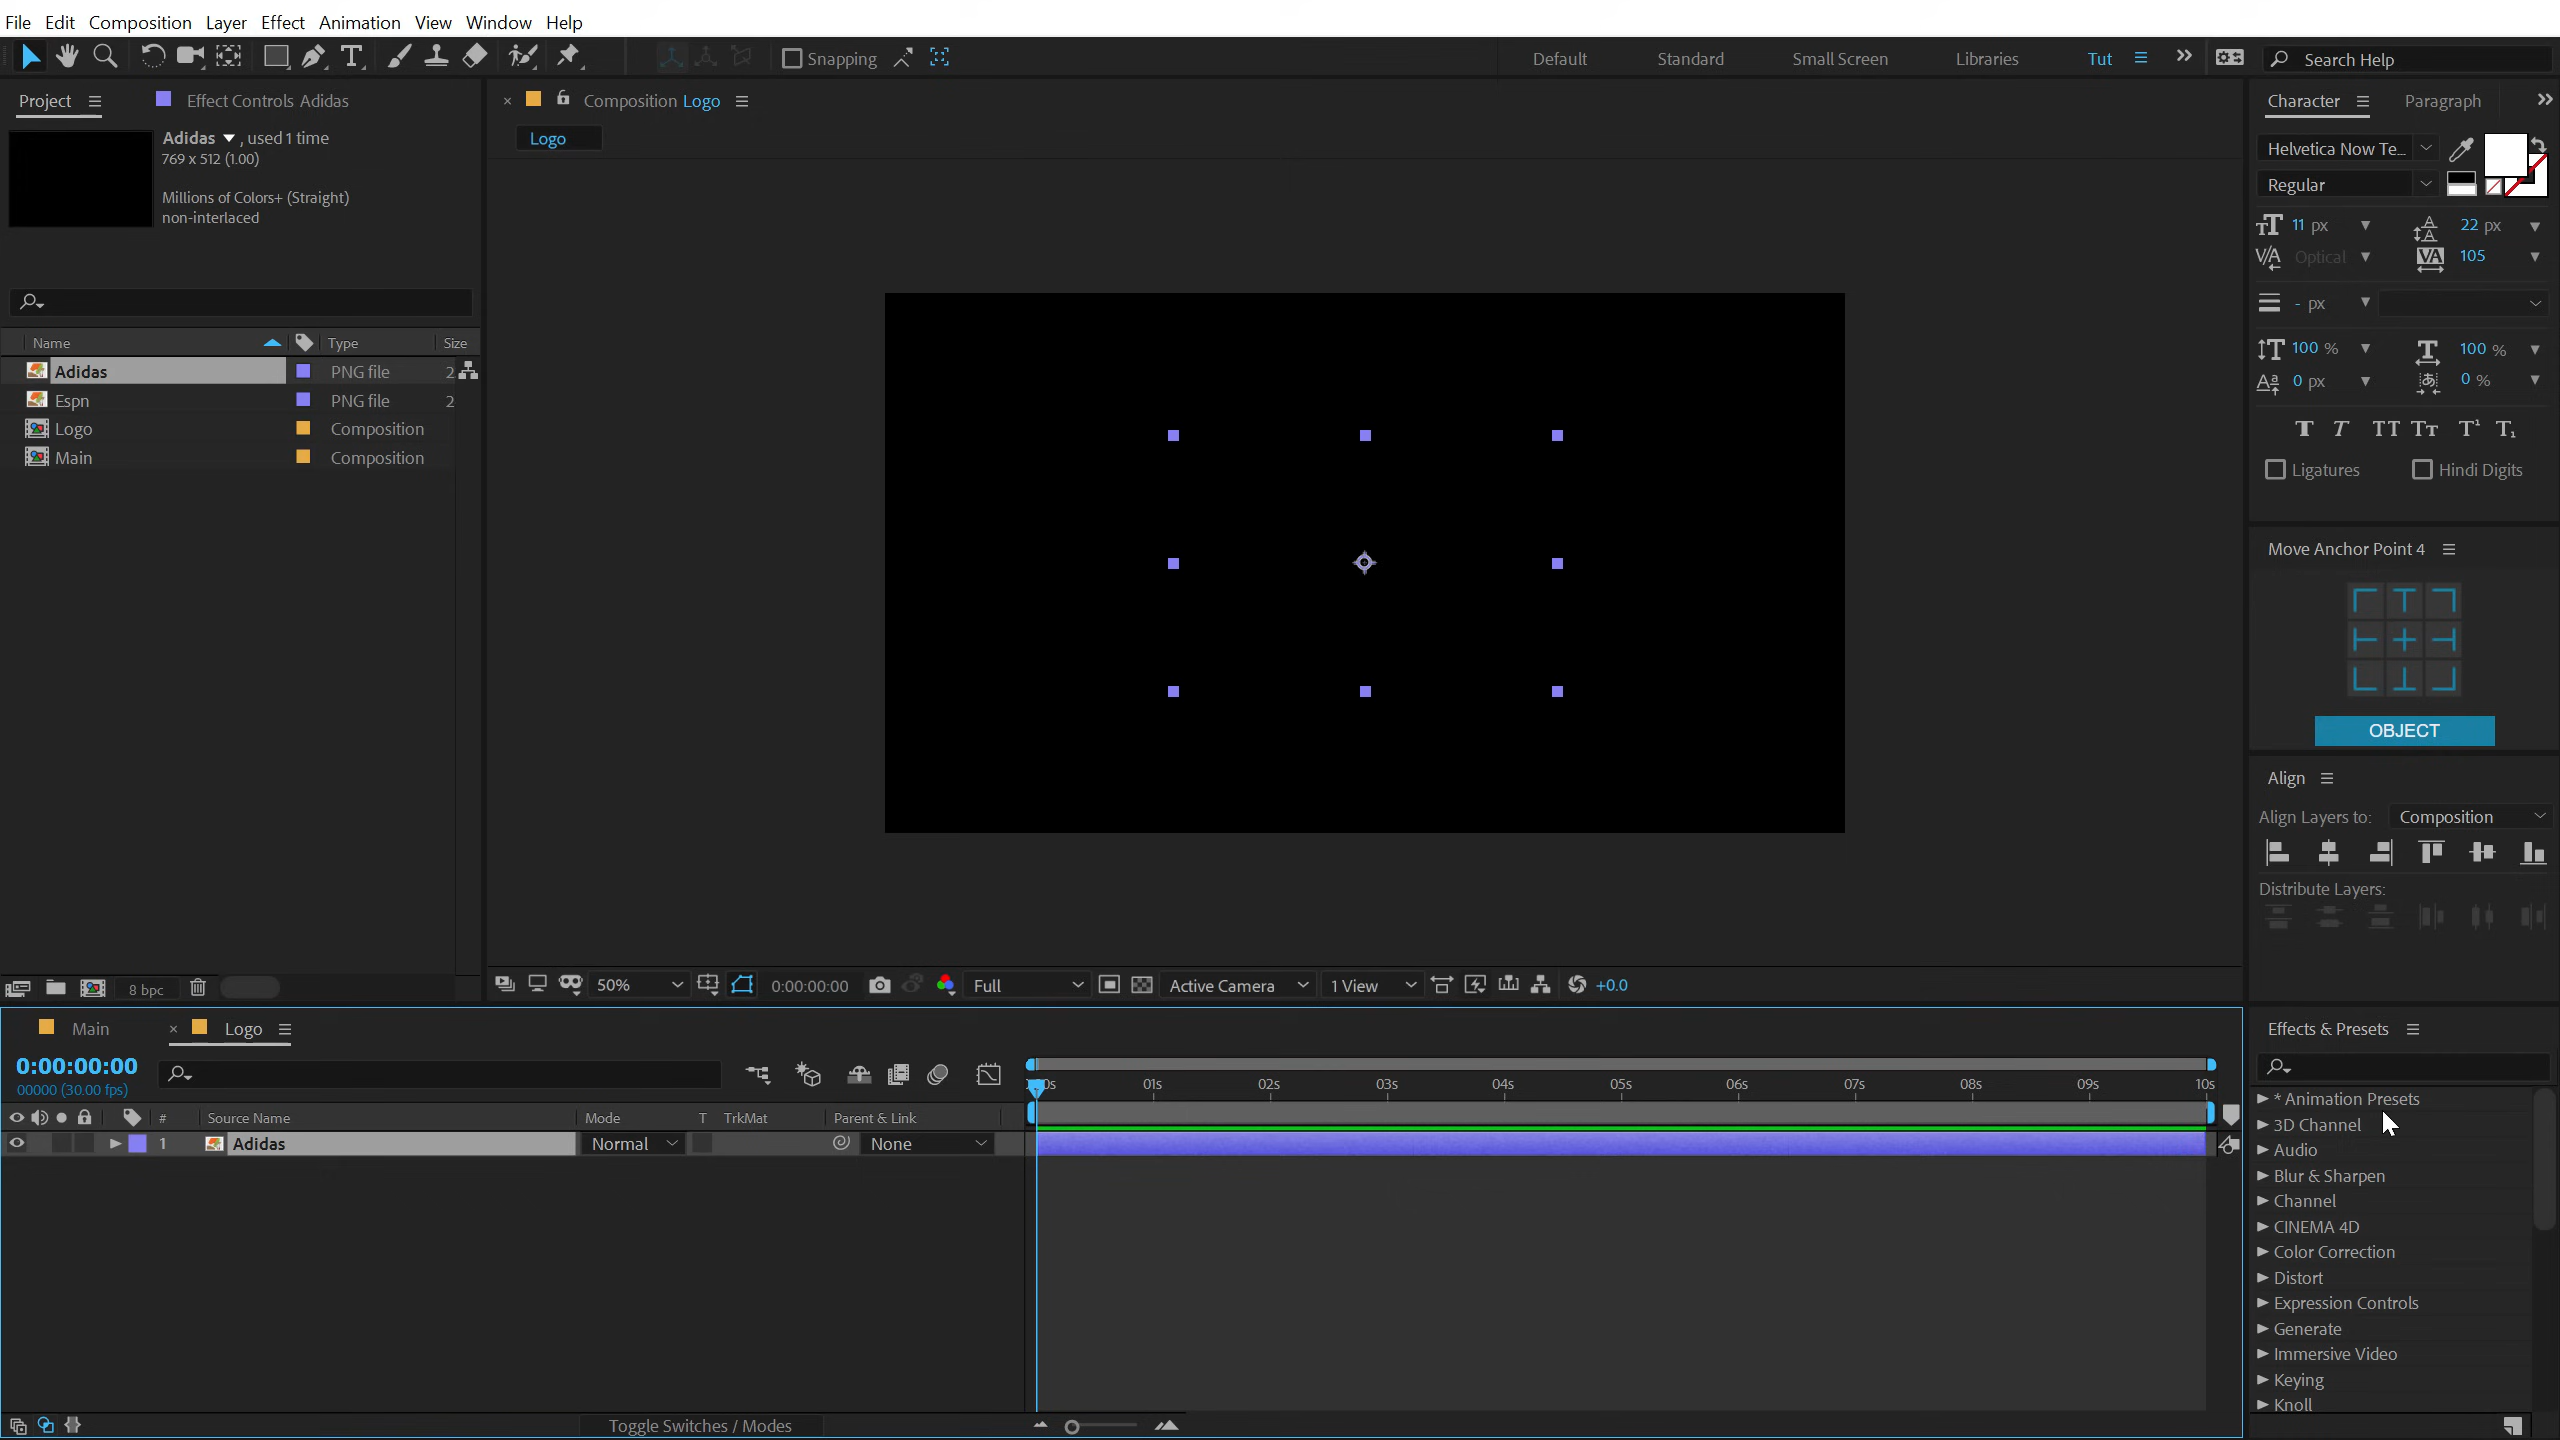 File Edit Composition Layer Effect Animation View Window Help
Snapping
Default Standard Small Screen Libraries Tut
Search Help
Project Effect Controls Adidas
Adidas , used 1 time
769 x 512 (1.00)
Millions of Colors+ (Straight)
non-interlaced
Name Type Size
Adidas PNG file 2
Espn PNG file 2
Logo Composition
Main Composition
8 bpc
Composition Logo
Logo
50% 0:00:00:00 Full Active Camera 1 View +0.0
Character Paragraph
Helvetica Now Te...
Regular
11 px 22 px
Optical 105
- px
100 % 100 %
0 px 0 %
Ligatures Hindi Digits
Move Anchor Point 4
OBJECT
Align
Align Layers to: Composition
Distribute Layers:
Main Logo
0:00:00:00
00000 (30.00 fps)
0s 01s 02s 03s 04s 05s 06s 07s 08s 09s 10s
# Source Name Mode T TrkMat Parent & Link
1 Adidas Normal None
Toggle Switches / Modes
Effects & Presets
* Animation Presets
3D Channel
Audio
Blur & Sharpen
Channel
CINEMA 4D
Color Correction
Distort
Expression Controls
Generate
Immersive Video
Keying
Knoll